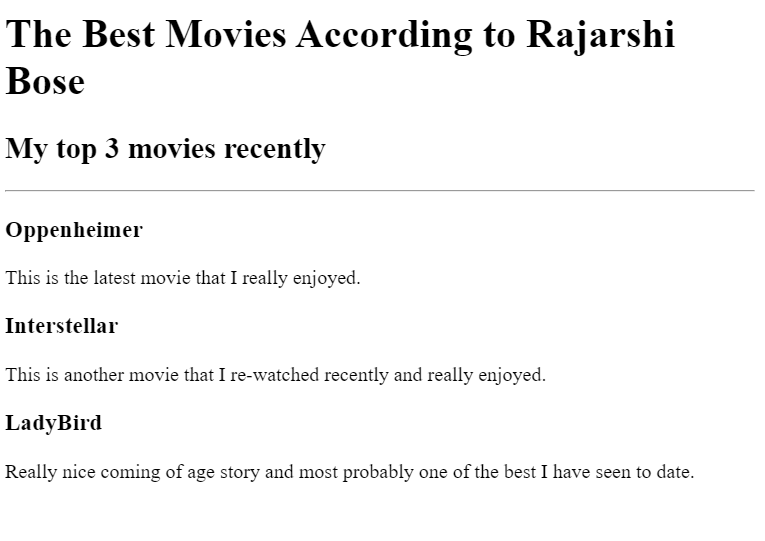 The Best Movies According to Rajarshi
Bose
My top 3 movies recently
Oppenheimer
This is the latest movie that I really enjoyed.
Interstellar
This is another movie that I re-watched recently and really enjoyed.
LadyBird
Really nice coming of age story and most probably one of the best I have seen to date.